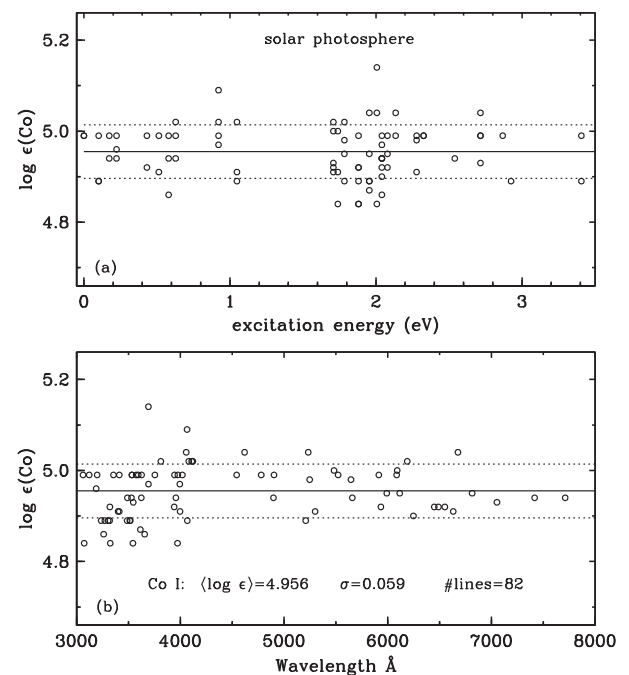 5.2
solar photosphere
5.0
log ϵ(Co)
4.8
(a)
0 1 2 3
excitation energy (eV)
5.2
5.0
log ϵ(Co)
4.8
Co I: ⟨log ϵ⟩=4.956 σ=0.059 #lines=82
(b)
3000 4000 5000 6000 7000 8000
Wavelength Å